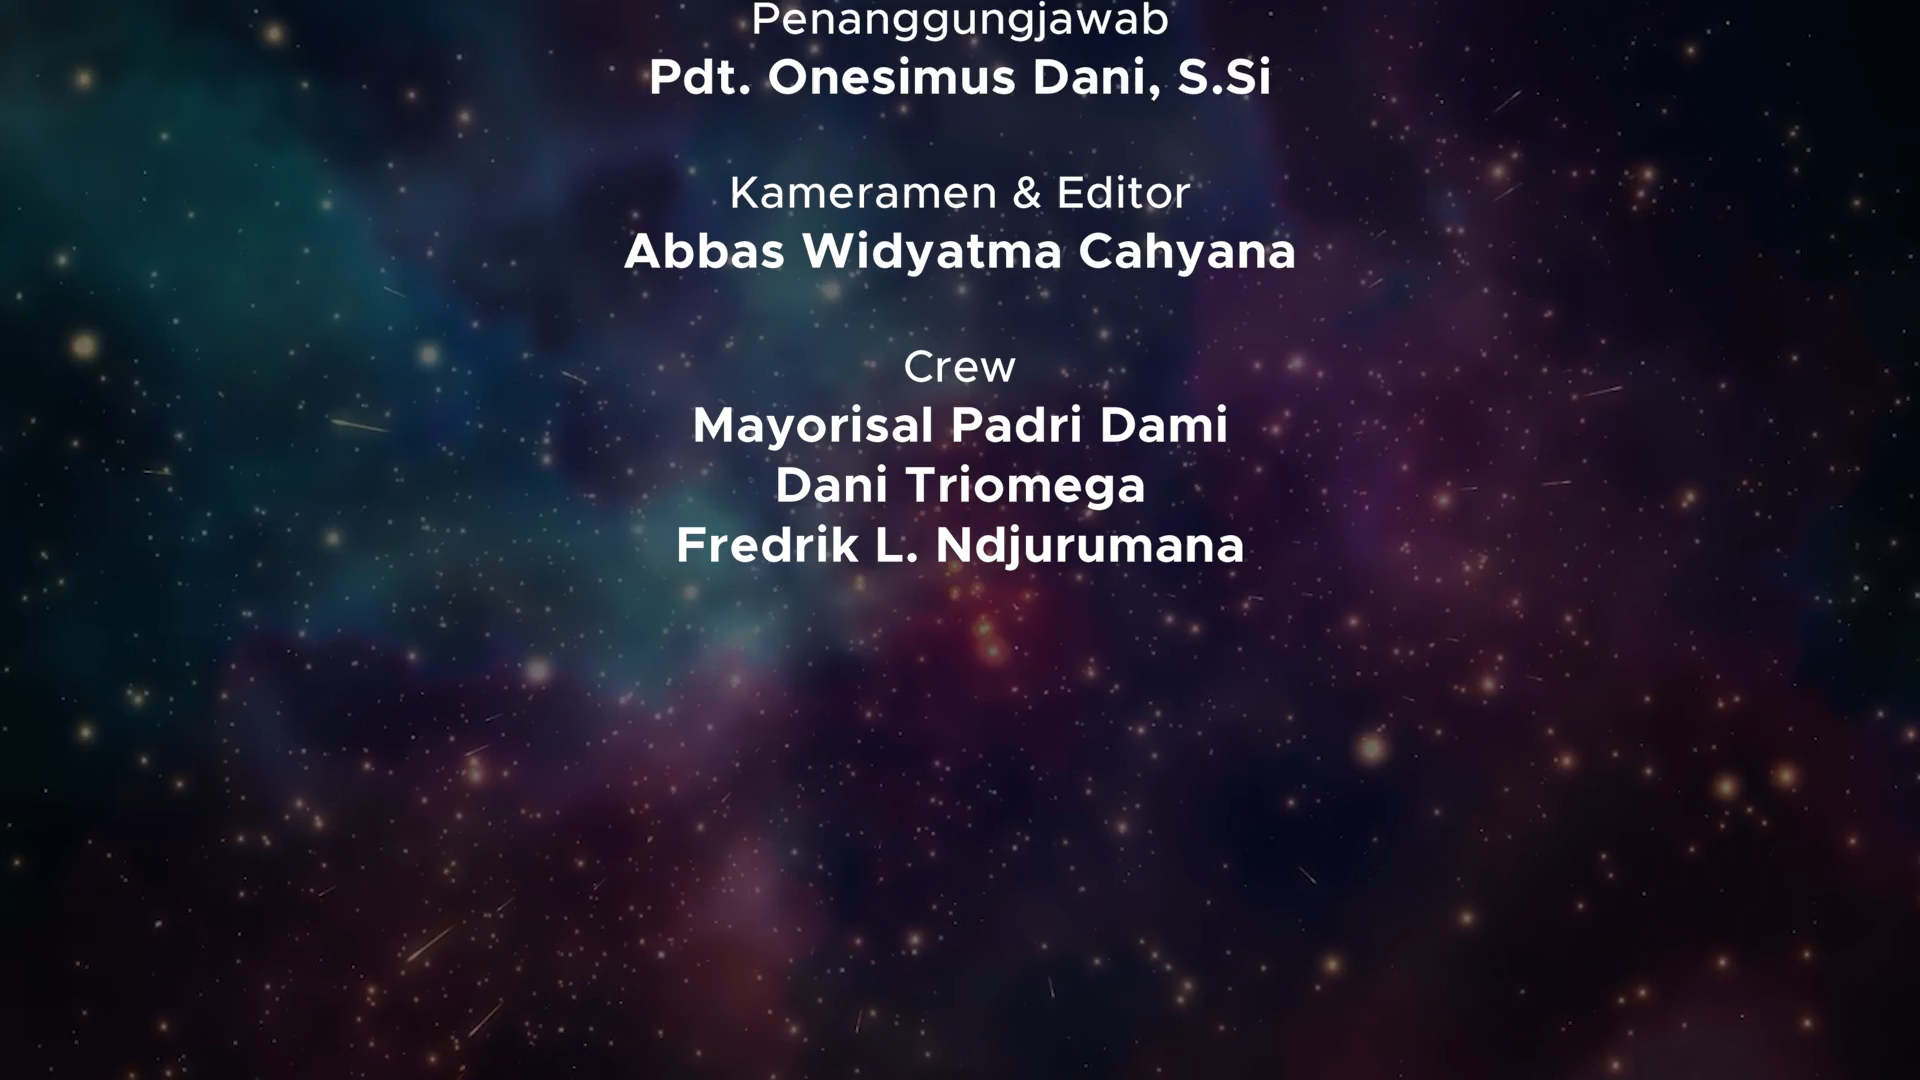 Penanggungjawab
Pdt. Onesimus Dani, S.Si
Kameramen & Editor
Abbas Widyatma Cahyana
Crew
Mayorisal Padri Dami
Dani Triomega
Fredrik L. Ndjurumana